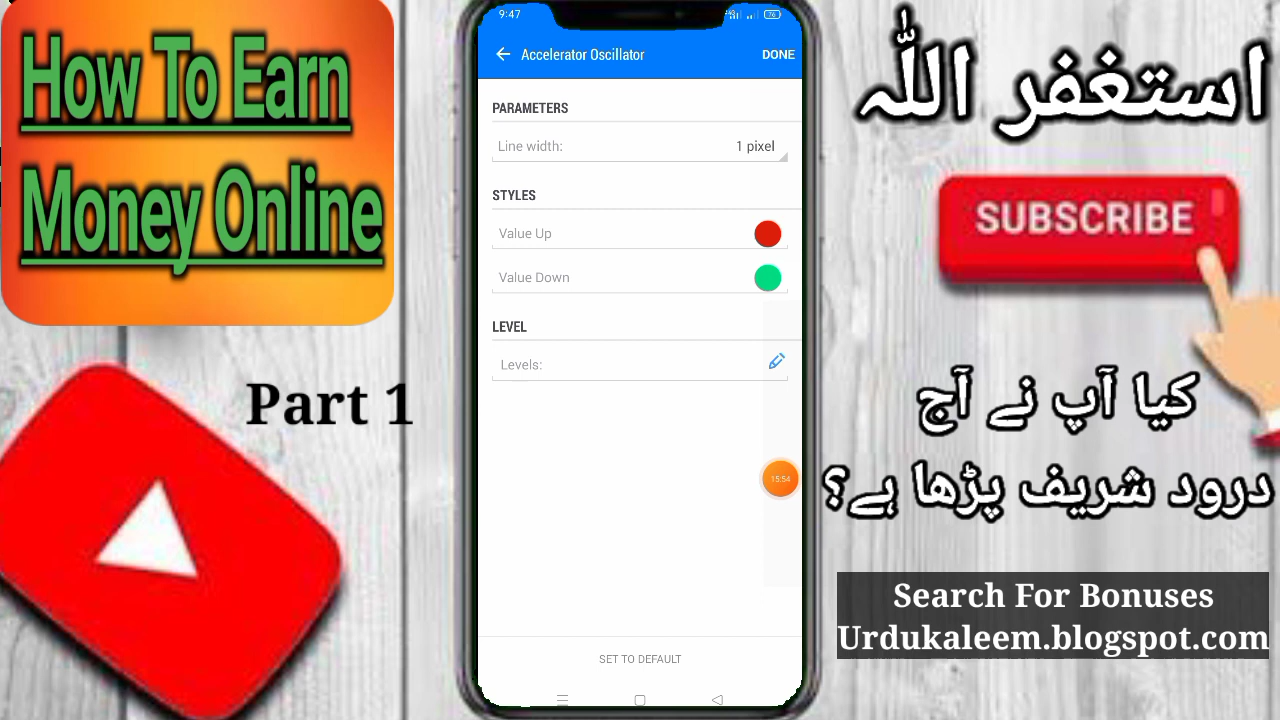 How To Earn
Money Online
Part 1
9:47
76
Accelerator Oscillator
DONE
PARAMETERS
Line width:
1 pixel
STYLES
Value Up
Value Down
LEVEL
Levels:
15:54
SET TO DEFAULT
استغفر اللّٰہ
SUBSCRIBE
کیا آپ نے آج
درود شریف پڑھا ہے؟
Search For Bonuses
Urdukaleem.blogspot.com